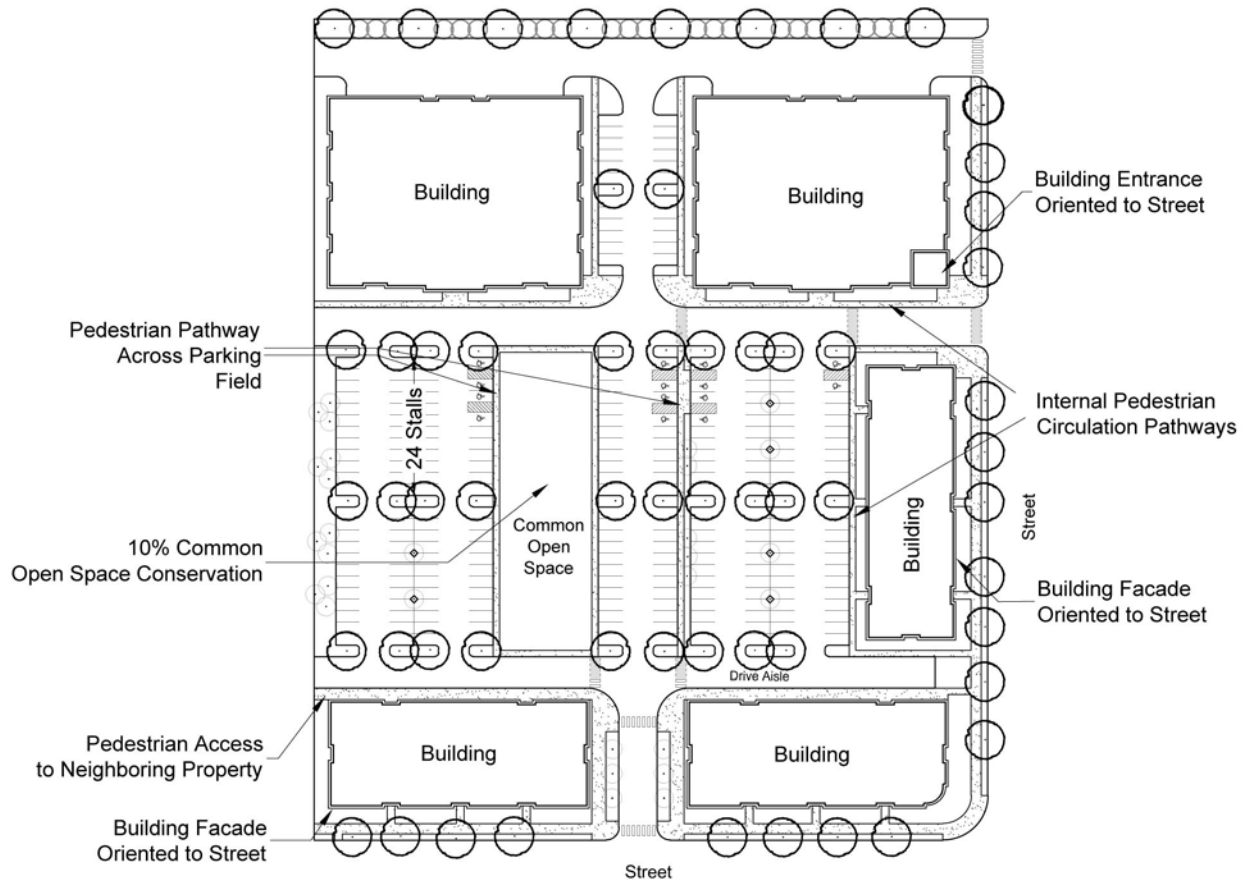 Building
Building
Building Entrance
Oriented to Street
Pedestrian Pathway
Across Parking
Field
24 Stalls
Internal Pedestrian
Circulation Pathways
Building
Street
Common
Open
Space
10% Common
Open Space Conservation
Building Facade
Oriented to Street
Drive Aisle
Pedestrian Access
to Neighboring Property
Building
Building
Building Facade
Oriented to Street
Street